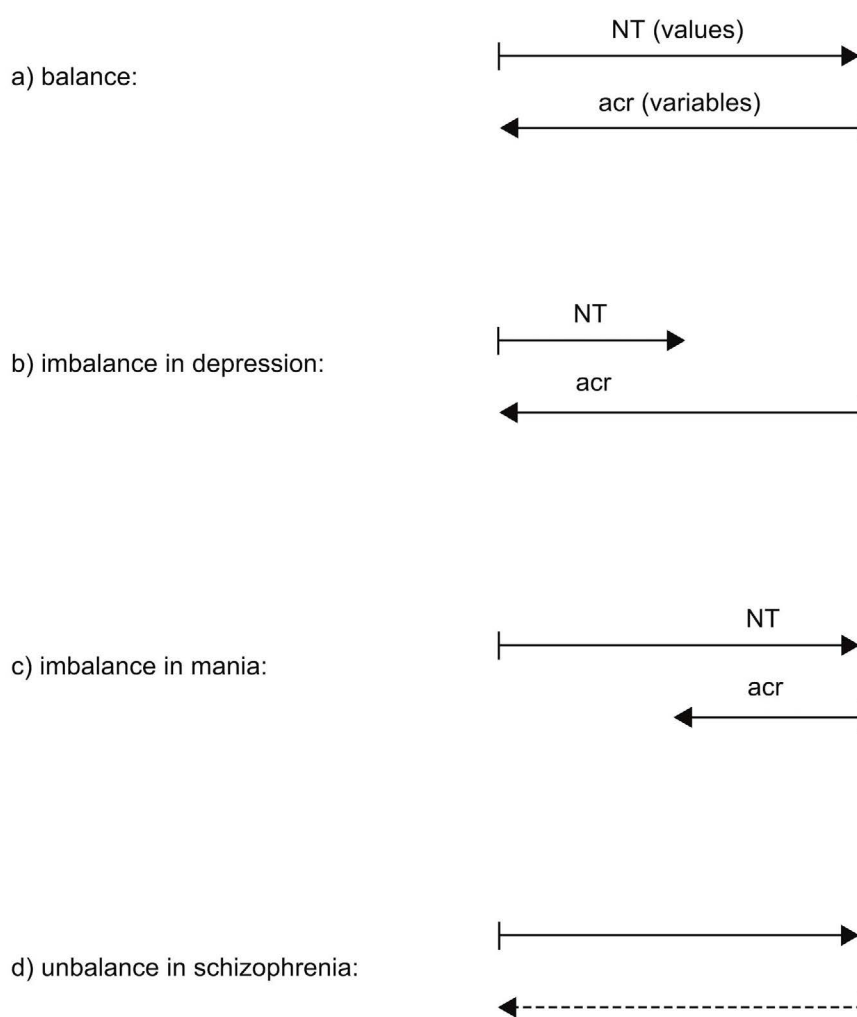 NT (values)
a) balance:
acr (variables)
NT
b) imbalance in depression:
acr
NT
c) imbalance in mania:
acr
d) unbalance in schizophrenia: